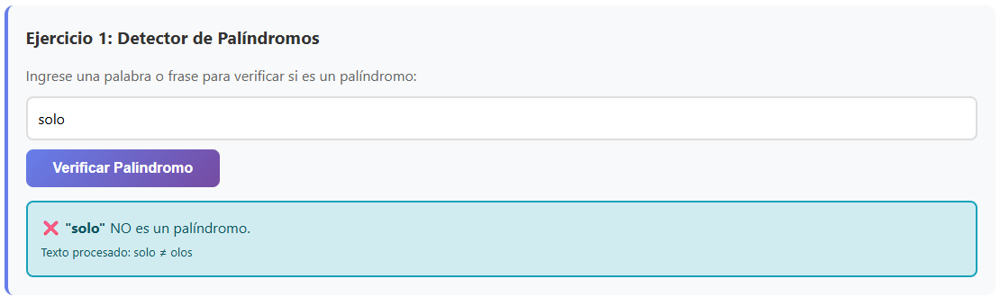 Ejercicio 1: Detector de Palíndromos
Ingrese una palabra o frase para verificar si es un palíndromo:
solo
Verificar Palíndromo
❌ "solo" NO es un palíndromo.
Texto procesado: solo ≠ olos